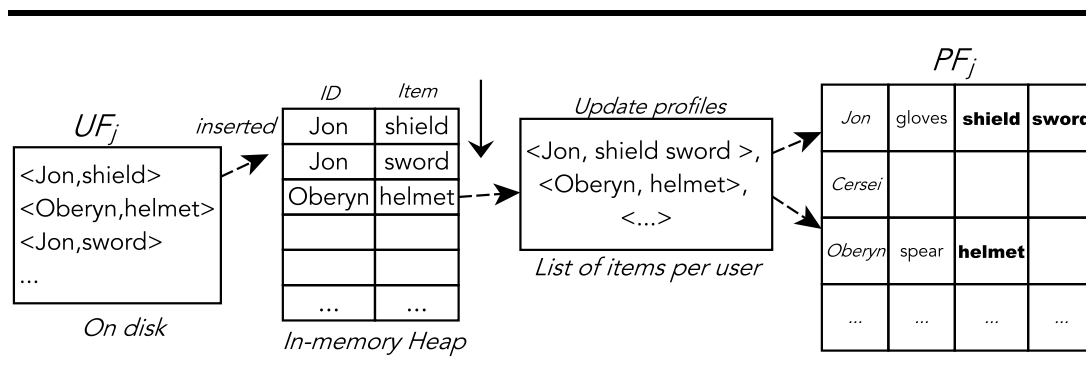 UFj
<Jon,shield>
<Oberyn,helmet>
<Jon,sword>
...
On disk
inserted
ID Item
Jon shield
Jon sword
Oberyn helmet
... ...
In-memory Heap
Update profiles
<Jon, shield sword >,
<Oberyn, helmet>,
<...>
List of items per user
PFj
Jon gloves shield sword
Cersei
Oberyn spear helmet
... ... ... ...